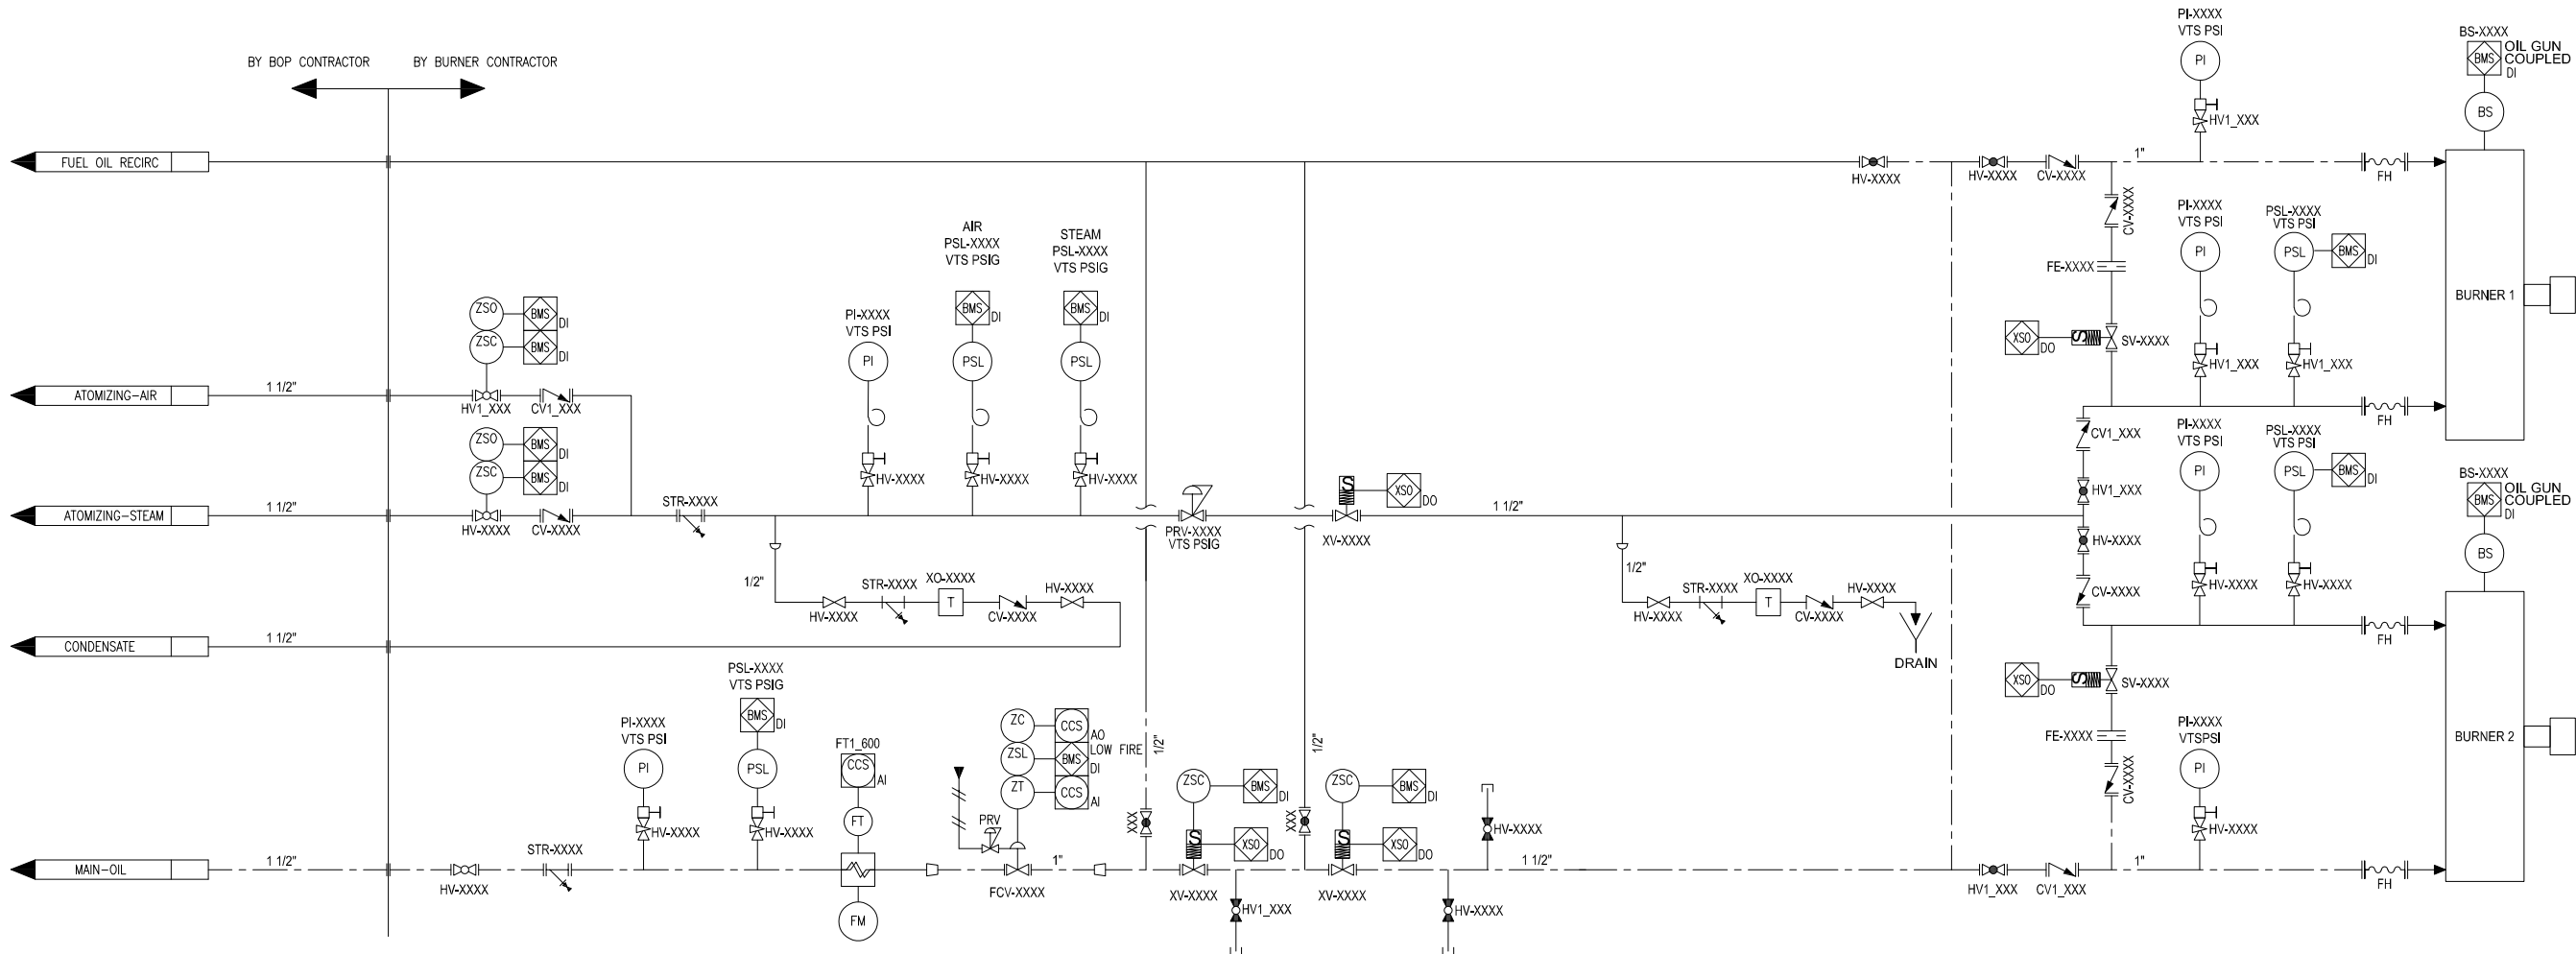 BY BOP CONTRACTOR
BY BURNER CONTRACTOR
PI-XXXX
VTS PSI
PI
HV1_XXX
BS-XXXX
BMS
OIL GUN
COUPLED
DI
BS
FUEL OIL RECIRC
HV-XXXX
HV-XXXX
CV-XXXX
1"
FH
CV-XXXX
FE-XXXX
XSO
DO
S
SV-XXXX
PI-XXXX
VTS PSI
PI
HV1_XXX
PSL-XXXX
VTS PSI
PSL
BMS
DI
HV1_XXX
BURNER 1
FH
AIR
PSL-XXXX
VTS PSIG
BMS
DI
PSL
HV-XXXX
STEAM
PSL-XXXX
VTS PSIG
BMS
DI
PSL
HV-XXXX
PI-XXXX
VTS PSI
PI
HV-XXXX
ZSO
BMS
DI
ZSC
BMS
DI
ATOMIZING-AIR
1 1/2"
HV1_XXX
CV1_XXX
ZSO
BMS
DI
ZSC
BMS
DI
ATOMIZING-STEAM
1 1/2"
HV-XXXX
CV-XXXX
STR-XXXX
PRV-XXXX
VTS PSIG
S
XSO
DO
XV-XXXX
1 1/2"
CV1_XXX
HV1_XXX
HV-XXXX
CV-XXXX
PI-XXXX
VTS PSI
PI
HV-XXXX
PSL-XXXX
VTS PSI
PSL
BMS
DI
HV-XXXX
BS-XXXX
BMS
OIL GUN
COUPLED
DI
BS
1/2"
HV-XXXX
STR-XXXX
XO-XXXX
T
CV-XXXX
HV-XXXX
1/2"
HV-XXXX
STR-XXXX
XO-XXXX
T
CV-XXXX
HV-XXXX
DRAIN
FH
CONDENSATE
1 1/2"
XSO
DO
S
SV-XXXX
FE-XXXX
CV-XXXX
PI-XXXX
VTSPSI
PI
HV-XXXX
BURNER 2
PI-XXXX
VTS PSI
PI
HV-XXXX
PSL-XXXX
VTS PSIG
BMS
DI
PSL
HV-XXXX
FT1_600
CCS
AI
FT
FM
PRV
ZC
CCS
AO
ZSL
BMS
LOW FIRE
DI
ZT
CCS
AI
1/2"
XXX
ZSC
BMS
DI
S
XSO
DO
XV-XXXX
1/2"
XXX
ZSC
BMS
DI
S
XSO
DO
XV-XXXX
HV-XXXX
MAIN-OIL
1 1/2"
HV-XXXX
STR-XXXX
FCV-XXXX
1"
HV1_XXX
HV-XXXX
1 1/2"
HV1_XXX
CV1_XXX
1"
FH